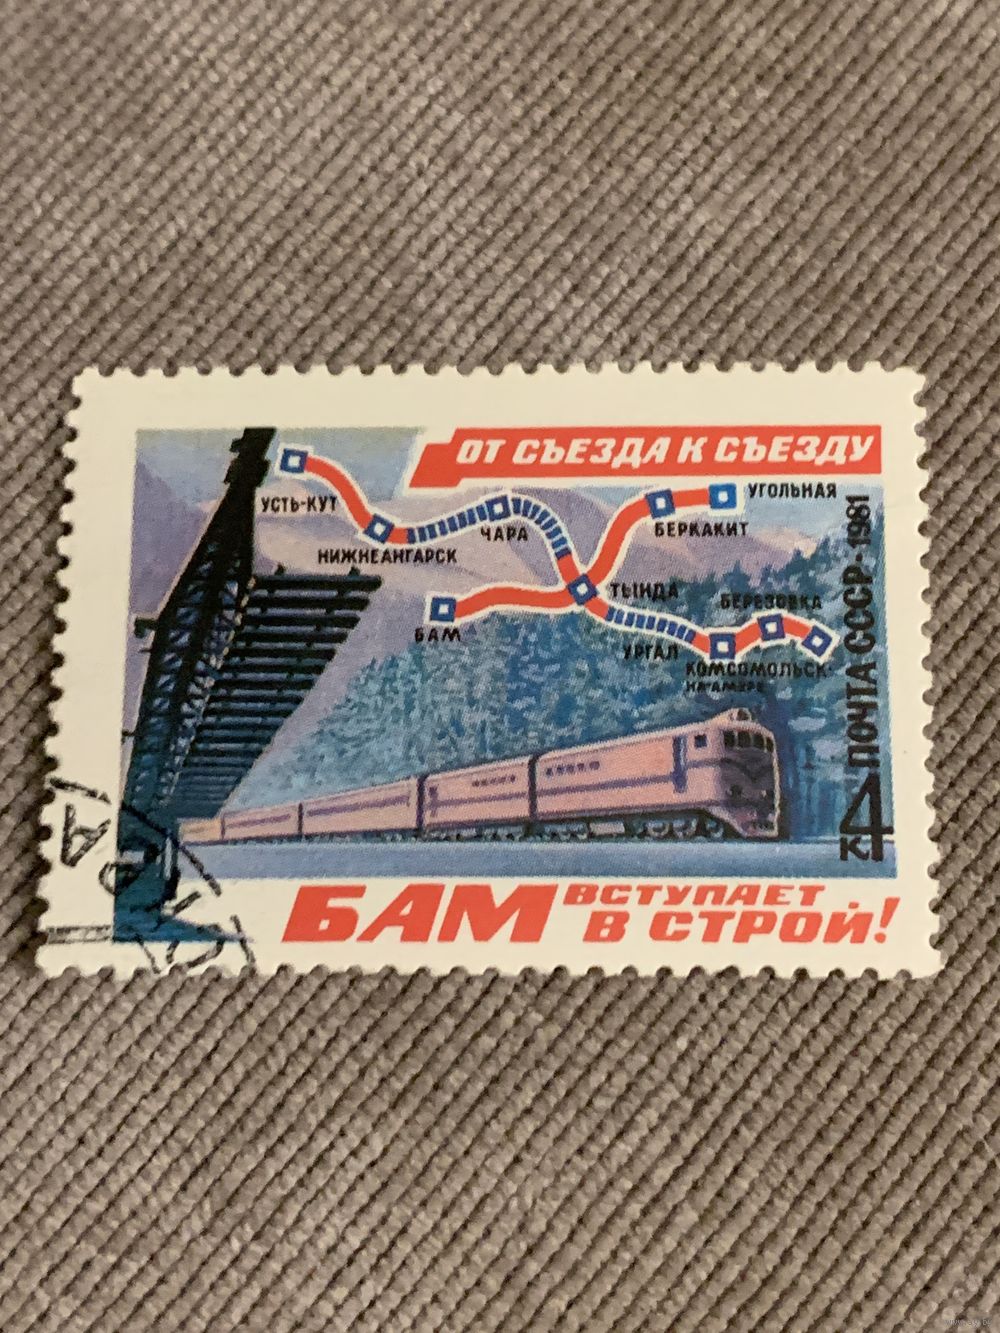 ОТ СЪЕЗДА К СЪЕЗДУ
УСТЬ-КУТ
НИЖНЕАНГАРСК
ЧАРА
БЕРКАКИТ
УГОЛЬНАЯ
БАМ
ТЫНДА
БЕРЕЗОВКА
УРГАЛ
КОМСОМОЛЬСК-
НА-АМУРЕ
ПОЧТА СССР·1981
4
К
БАМ ВСТУПАЕТ
В СТРОЙ!